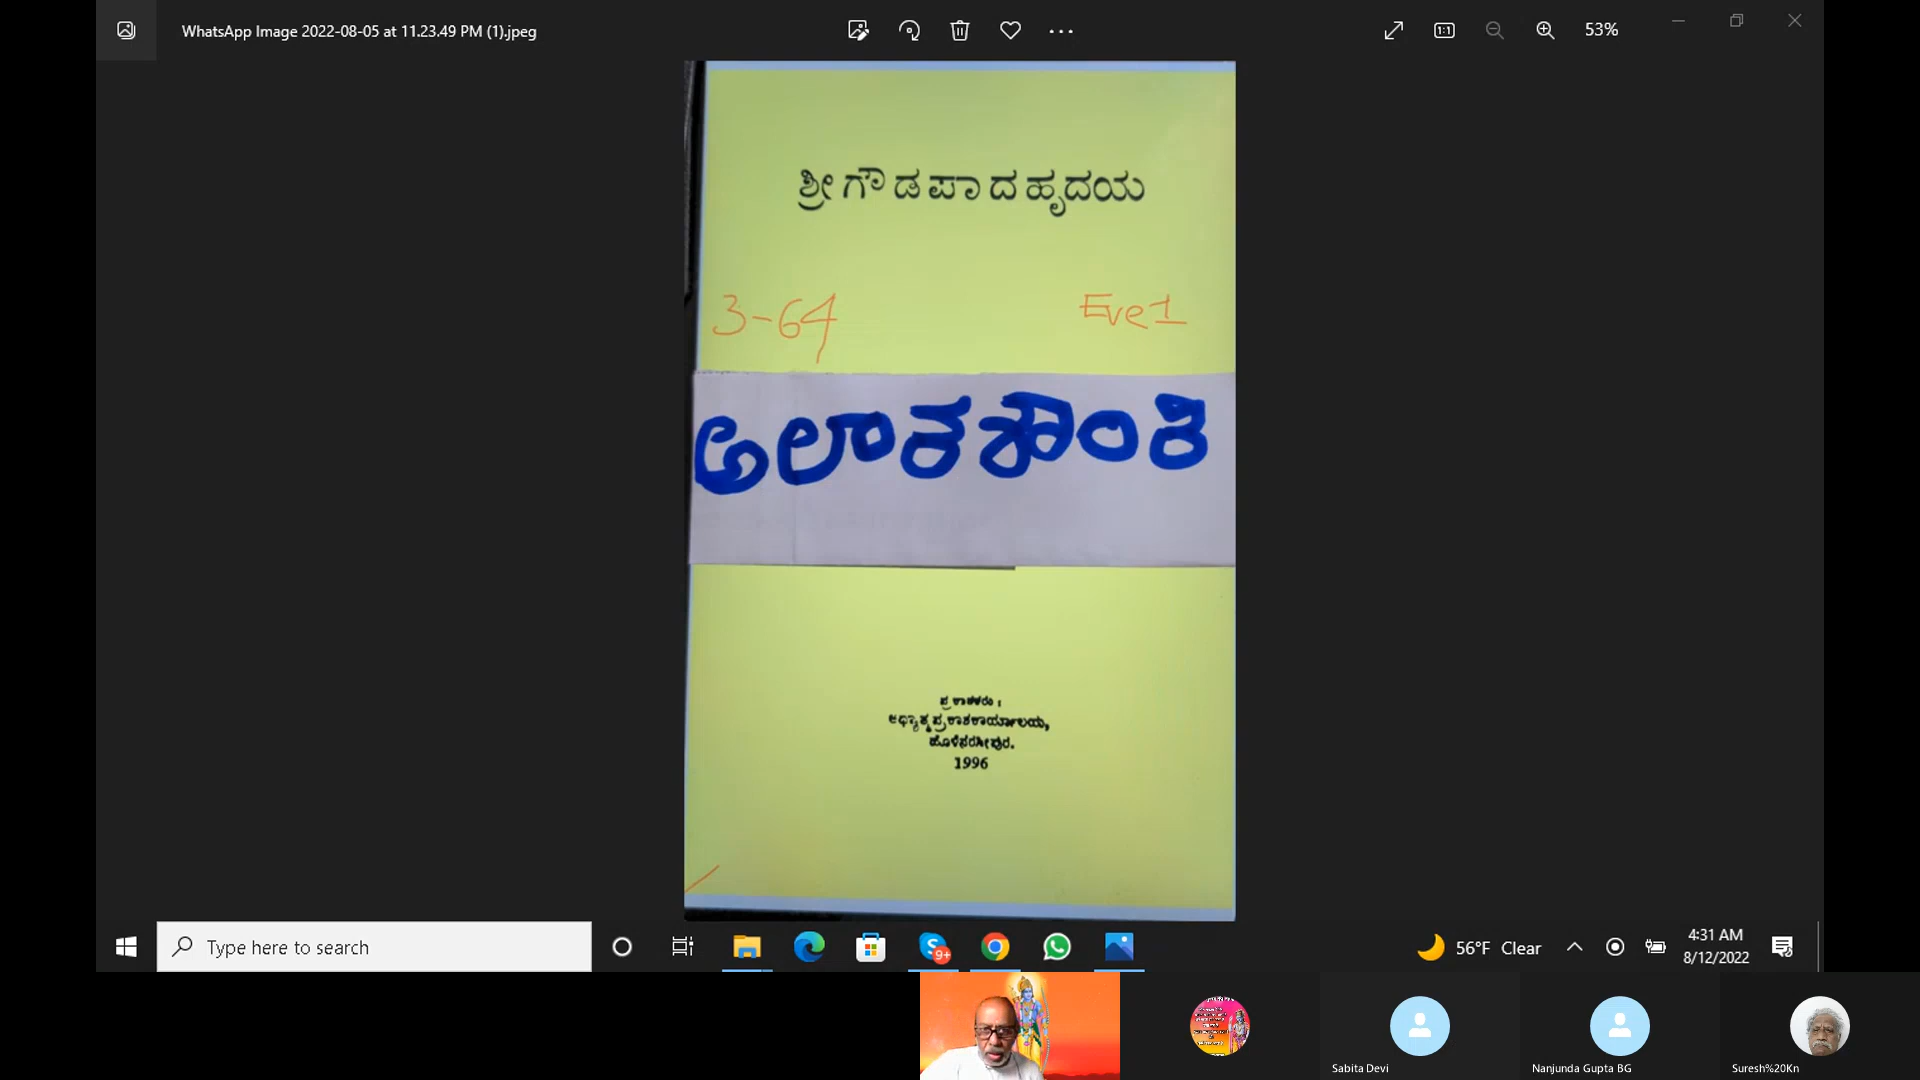 WhatsApp Image 2022-08-05 at 11.23.49 PM (1).jpeg
53%
ಶ್ರೀ ಗೌಡಪಾದಹೃದಯ
3-64 Eve1
ಅಲಾತಶಾಂತಿ
ಪ್ರಕಾಶಕರು :
ಅಧ್ಯಾತ್ಮಪ್ರಕಾಶಕಾರ್ಯಾಲಯ,
ಹೊಳೆನರಸೀಪುರ.
1996
Type here to search
9+
56°F Clear
4:31 AM
8/12/2022
Sabita Devi
Nanjunda Gupta BG
Suresh%20Kn